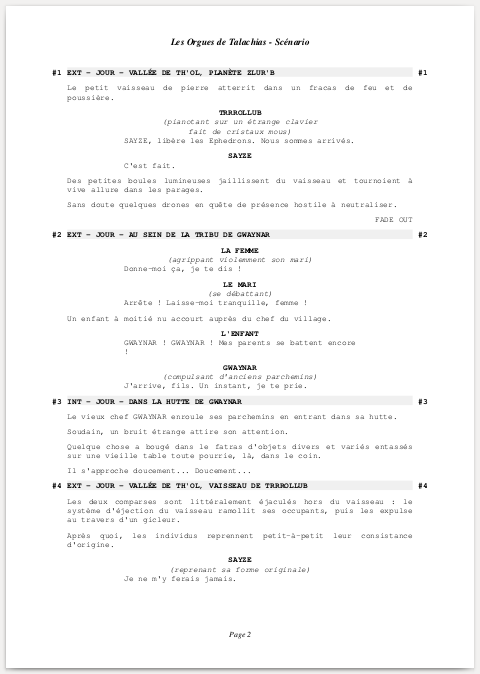 Les Orgues de Talachias - Scénario
#1 EXT - JOUR - VALLÉE DE TH'OL, PLANÈTE ZLUR'B #1
Le petit vaisseau de pierre atterrit dans un fracas de feu et de
poussière.
TRRROLLUB
(pianotant sur un étrange clavier
fait de cristaux mous)
SAYZE, libère les Ephedrons. Nous sommes arrivés.
SAYZE
C'est fait.
Des petites boules lumineuses jaillissent du vaisseau et tournoient à
vive allure dans les parages.
Sans doute quelques drones en quête de présence hostile à neutraliser.
FADE OUT
#2 EXT - JOUR - AU SEIN DE LA TRIBU DE GWAYNAR #2
LA FEMME
(agrippant violemment son mari)
Donne-moi ça, je te dis !
LE MARI
(se débattant)
Arrête ! Laisse-moi tranquille, femme !
Un enfant à moitié nu accourt auprès du chef du village.
L'ENFANT
GWAYNAR ! GWAYNAR ! Mes parents se battent encore
!
GWAYNAR
(compulsant d'anciens parchemins)
J'arrive, fils. Un instant, je te prie.
#3 INT - JOUR - DANS LA HUTTE DE GWAYNAR #3
Le vieux chef GWAYNAR enroule ses parchemins en entrant dans sa hutte.
Soudain, un bruit étrange attire son attention.
Quelque chose a bougé dans le fatras d'objets divers et variés entassés
sur une vieille table toute pourrie, là, dans le coin.
Il s'approche doucement... Doucement...
#4 EXT - JOUR - VALLÉE DE TH'OL, VAISSEAU DE TRRROLLUB #4
Les deux comparses sont littéralement éjaculés hors du vaisseau : le
système d'éjection du vaisseau ramollit ses occupants, puis les expulse
au travers d'un gicleur.
Après quoi, les individus reprennent petit-à-petit leur consistance
d'origine.
SAYZE
(reprenant sa forme originale)
Je ne m'y ferais jamais.
Page 2